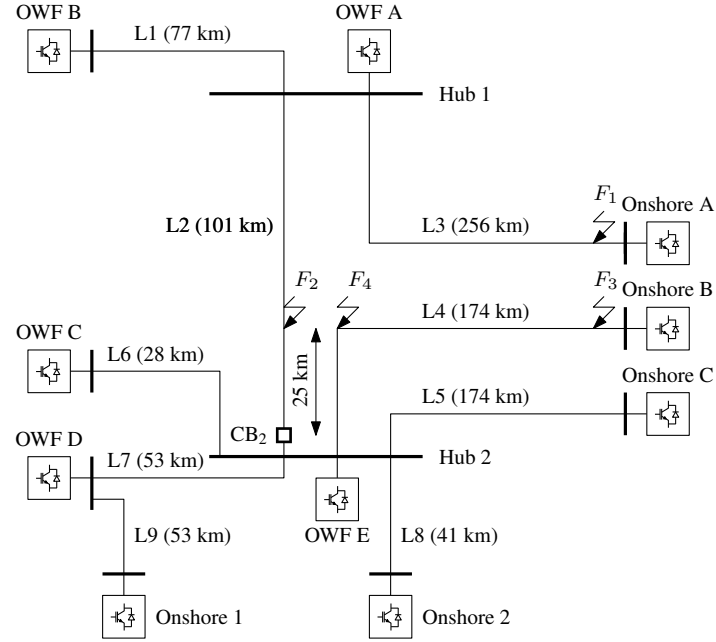 OWF B
OWF A
L1 (77 km)
Hub 1
L2 (101 km)
F1
Onshore A
L3 (256 km)
F2
F4
F3
Onshore B
L4 (174 km)
OWF C
L6 (28 km)
25 km
Onshore C
L5 (174 km)
CB2
OWF D
L7 (53 km)
Hub 2
L9 (53 km)
OWF E
L8 (41 km)
Onshore 1
Onshore 2